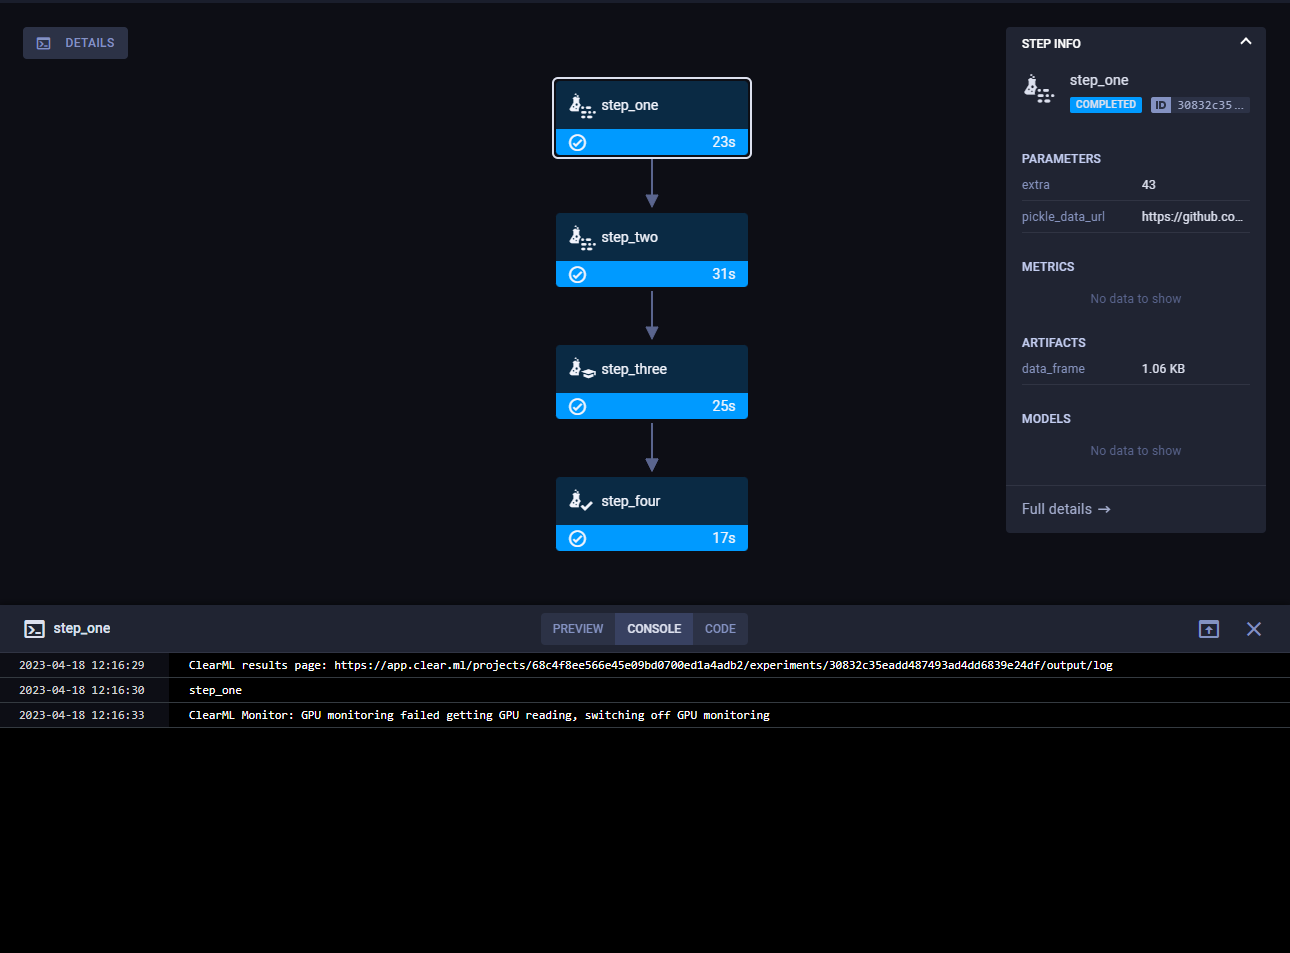 DETAILS
step_one
23s
step_two
31s
step_three
25s
step_four
17s
STEP INFO
step_one
COMPLETED ID 30832c35...
PARAMETERS
extra 43
pickle_data_url https://github.co...
METRICS
No data to show
ARTIFACTS
data_frame 1.06 KB
MODELS
No data to show
Full details →
step_one
PREVIEW CONSOLE CODE
2023-04-18 12:16:29 ClearML results page: https://app.clear.ml/projects/68c4f8ee566e45e09bd0700ed1a4adb2/experiments/30832c35eadd487493ad4dd6839e24df/output/log
2023-04-18 12:16:30 step_one
2023-04-18 12:16:33 ClearML Monitor: GPU monitoring failed getting GPU reading, switching off GPU monitoring